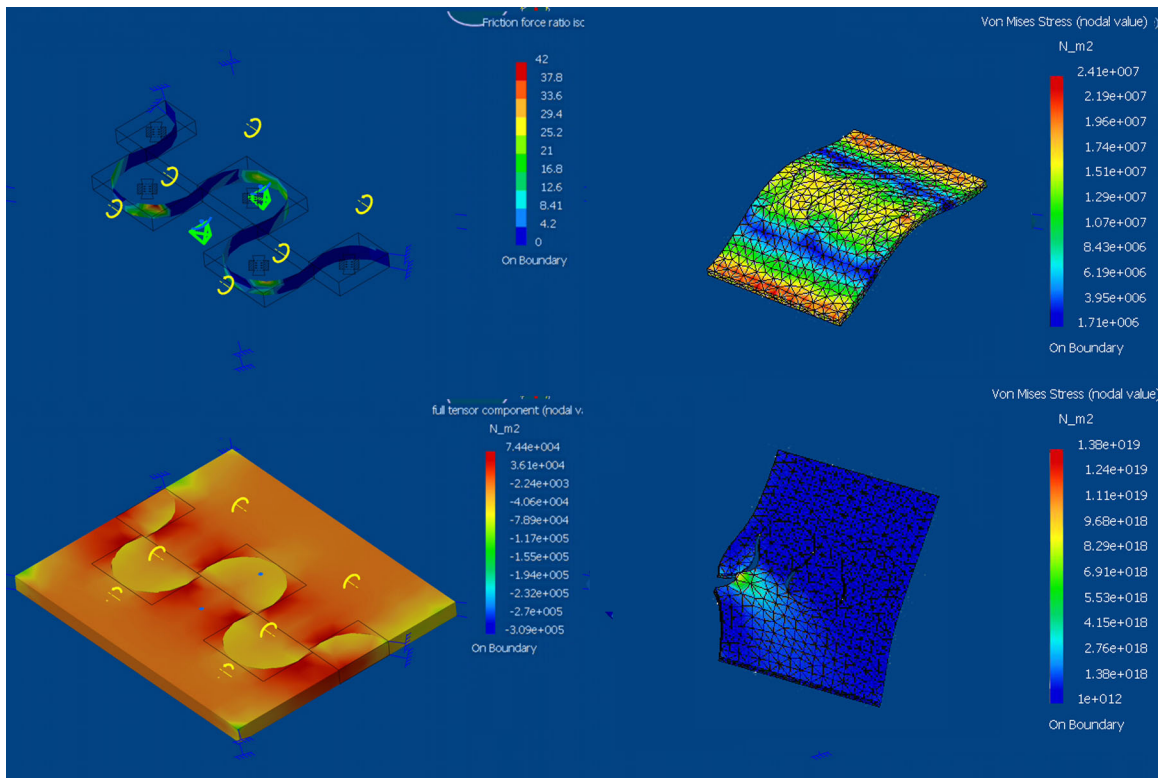 Friction force ratio iso
42
37.8
33.6
29.4
25.2
21
16.8
12.6
8.41
4.2
0
On Boundary
Von Mises Stress (nodal value)
N_m2
2.41e+007
2.19e+007
1.96e+007
1.74e+007
1.51e+007
1.29e+007
1.07e+007
8.43e+006
6.19e+006
3.95e+006
1.71e+006
On Boundary
full tensor component (nodal va
N_m2
7.44e+004
3.61e+004
-2.24e+003
-4.06e+004
-7.89e+004
-1.17e+005
-1.55e+005
-1.94e+005
-2.32e+005
-2.7e+005
-3.09e+005
On Boundary
Von Mises Stress (nodal value)
N_m2
1.38e+019
1.24e+019
1.11e+019
9.68e+018
8.29e+018
6.91e+018
5.53e+018
4.15e+018
2.76e+018
1.38e+018
1e+012
On Boundary